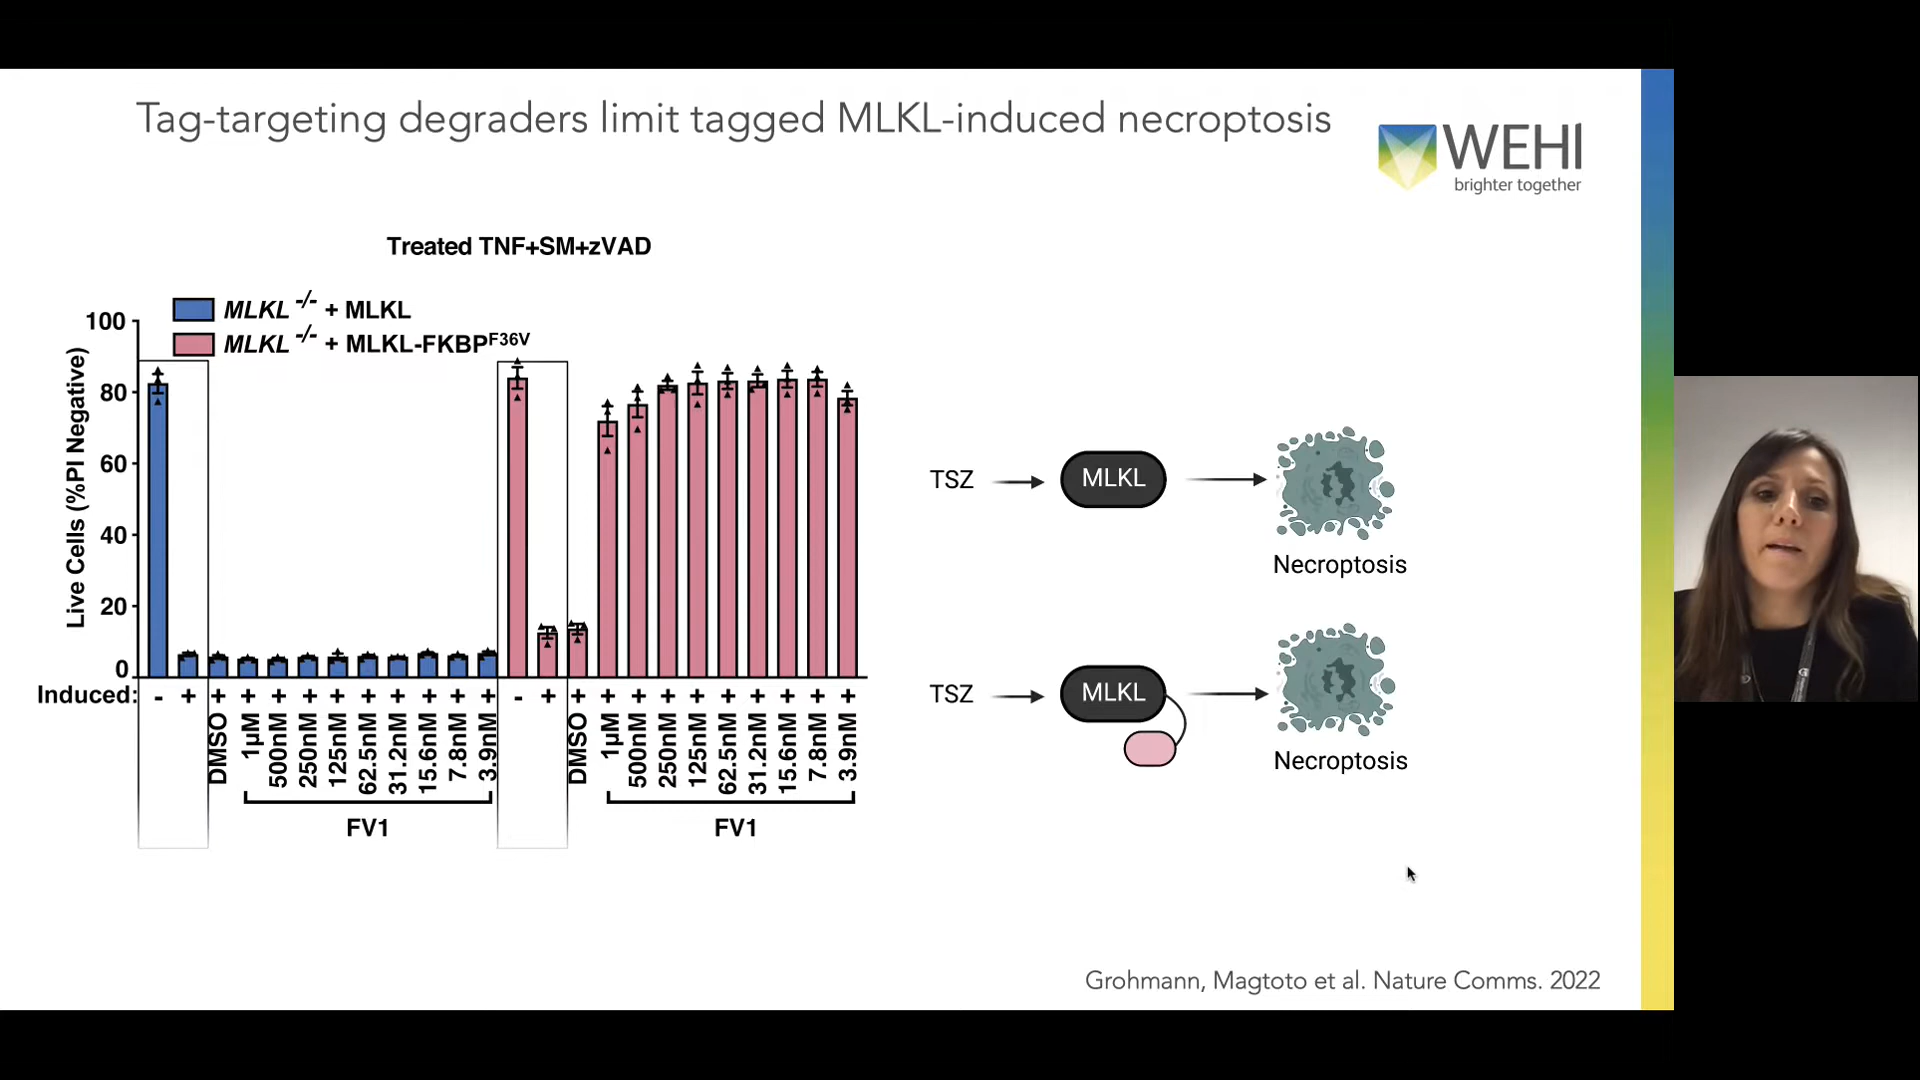 Tag-targeting degraders limit tagged MLKL-induced necroptosis
WEHI
brighter together
Treated TNF+SM+zVAD
MLKL -/- + MLKL
MLKL -/- + MLKL-FKBPF36V
Live Cells (%PI Negative)
100
80
60
40
20
0
Induced: - + + + + + + + + + + + - + + + + + + + + + + +
DMSO 1µM 500nM 250nM 125nM 62.5nM 31.2nM 15.6nM 7.8nM 3.9nM DMSO 1µM 500nM 250nM 125nM 62.5nM 31.2nM 15.6nM 7.8nM 3.9nM
FV1 FV1
TSZ MLKL
Necroptosis
TSZ MLKL
Necroptosis
Grohmann, Magtoto et al. Nature Comms. 2022